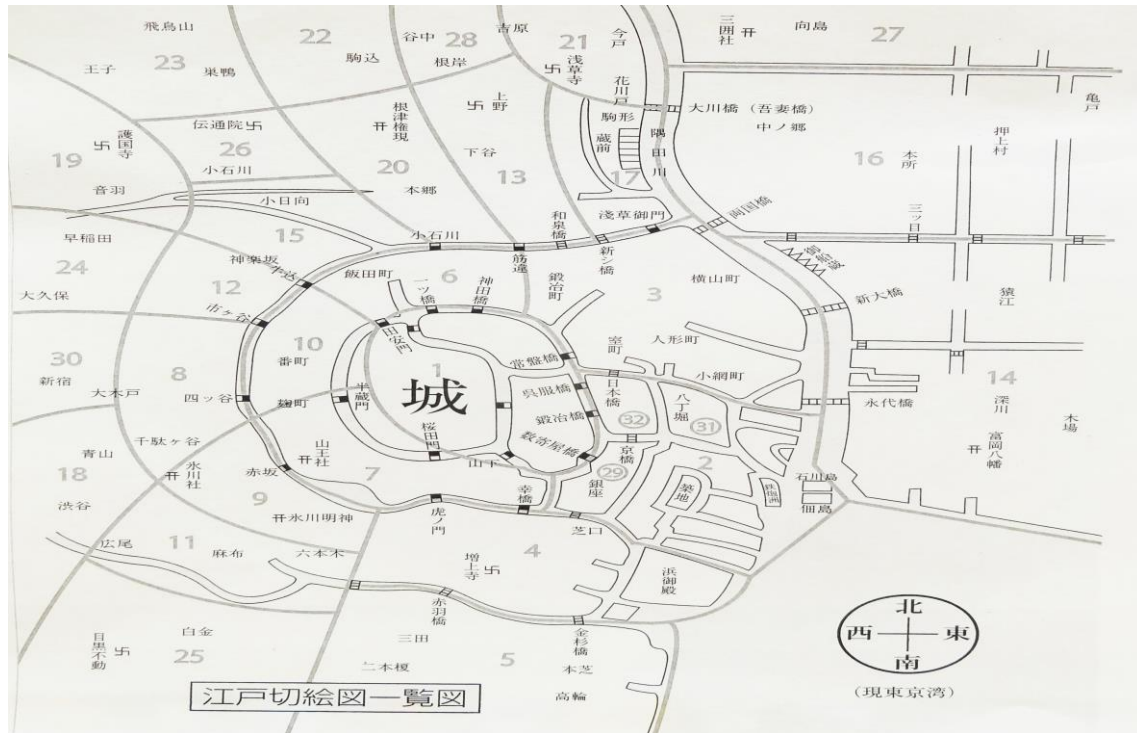 飛鳥山
22
谷中
28
吉原
21
今戸
三囲社
向島
27
王子
23
巣鴨
駒込
根岸
浅草寺
花川戸
上野
大川橋（吾妻橋）
亀戸
伝通院
根津権現
駒形
隅田川
中ノ郷
護国寺
26
蔵前
押上村
19
小石川
20
下谷
13
17
16
本所
音羽
小日向
本郷
浅草御門
両国橋
三ッ目
早稲田
15
小石川
筋違
和泉橋
新シ橋
神楽坂
牛込
飯田町
6
一ツ橋
神田橋
鍛冶町
3
横山町
24
12
大久保
市ヶ谷
田安門
新大橋
猿江
10
番町
1
常盤橋
室町
人形町
30
新宿
8
大木戸
四ッ谷
麹町
半蔵門
城
呉服橋
日本橋
小網町
14
深川
鍛冶橋
32
八丁堀
31
永代橋
木場
千駄ヶ谷
山王社
桜田門
数寄屋橋
京橋
富岡八幡
青山
18
氷川社
赤坂
7
山下
29
銀座
2
築地
鉄砲洲
石川島
佃島
渋谷
9
氷川明神
虎ノ門
幸橋
芝口
広尾
11
麻布
六本木
4
増上寺
浜御殿
赤羽橋
金杉橋
目黒不動
白金
25
三田
二本榎
5
本芝
高輪
北
西
東
南
江戸切絵図一覧図
（現東京湾）